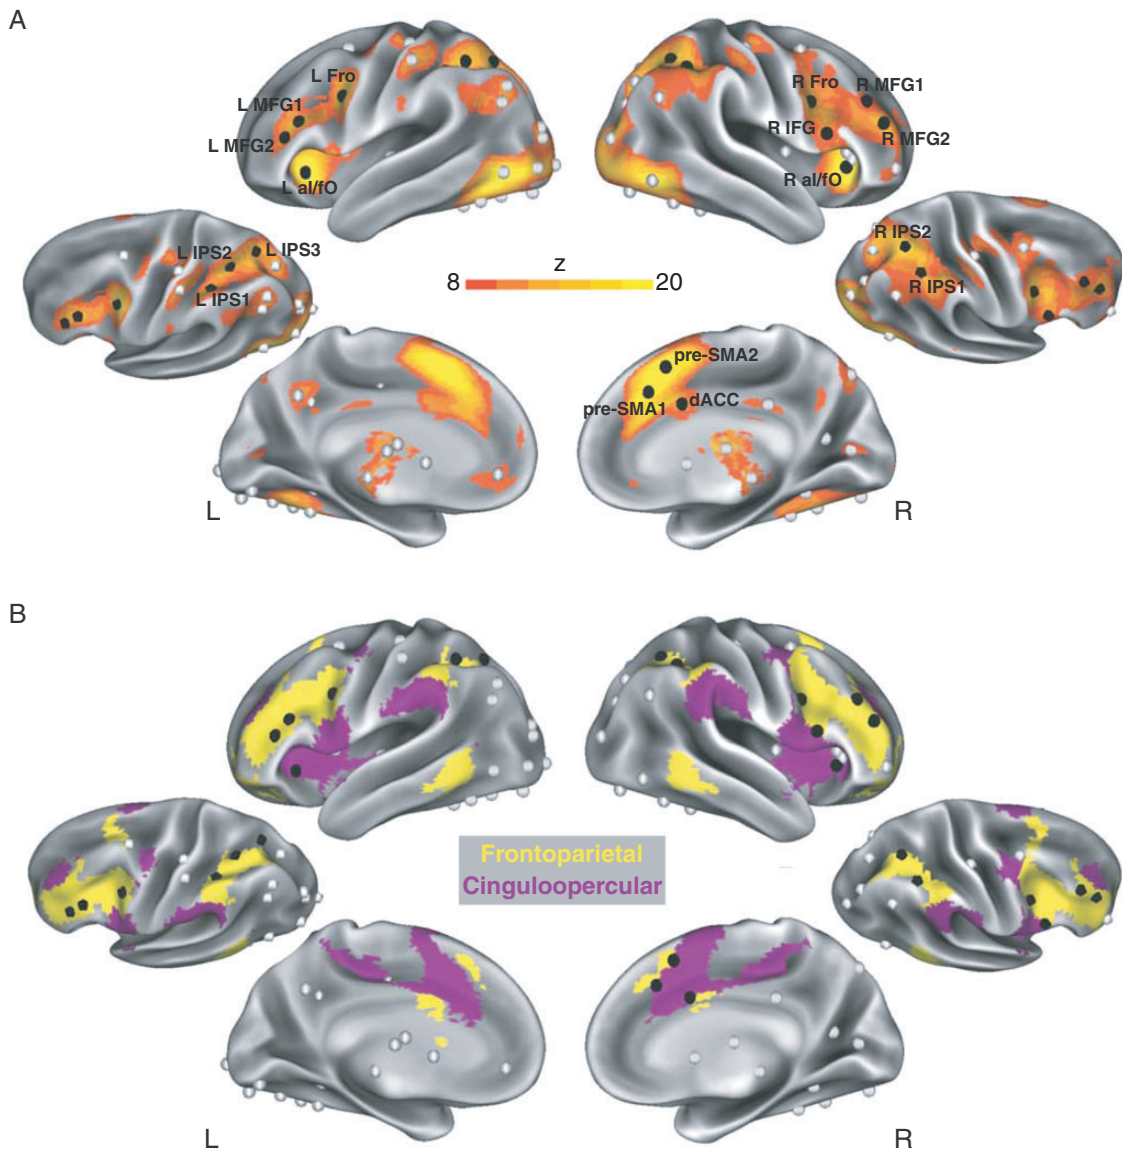 A
L Fro
L MFG1
L MFG2
L aI/fO
R Fro
R MFG1
R IFG
R MFG2
R aI/fO
L IPS2
L IPS3
L IPS1
z
8
20
R IPS2
R IPS1
pre-SMA2
pre-SMA1
dACC
L
R
B
Frontoparietal
Cinguloopercular
L
R